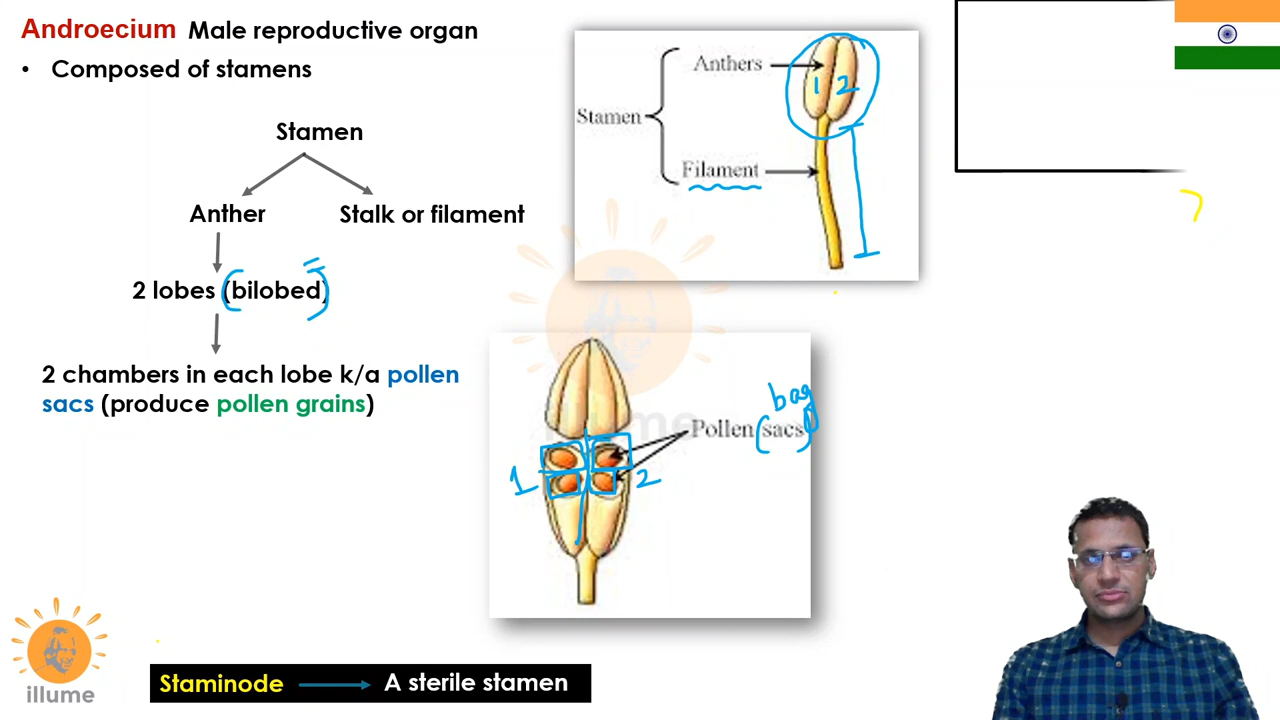 Androecium Male reproductive organ
• Composed of stamens
Stamen
Anther Stalk or filament
2 lobes (bilobed)
2 chambers in each lobe k/a pollen
sacs (produce pollen grains)
Anthers
1 2
Stamen
Filament
bag
Pollen (sacs)
1 2
illume
Staminode A sterile stamen
illume